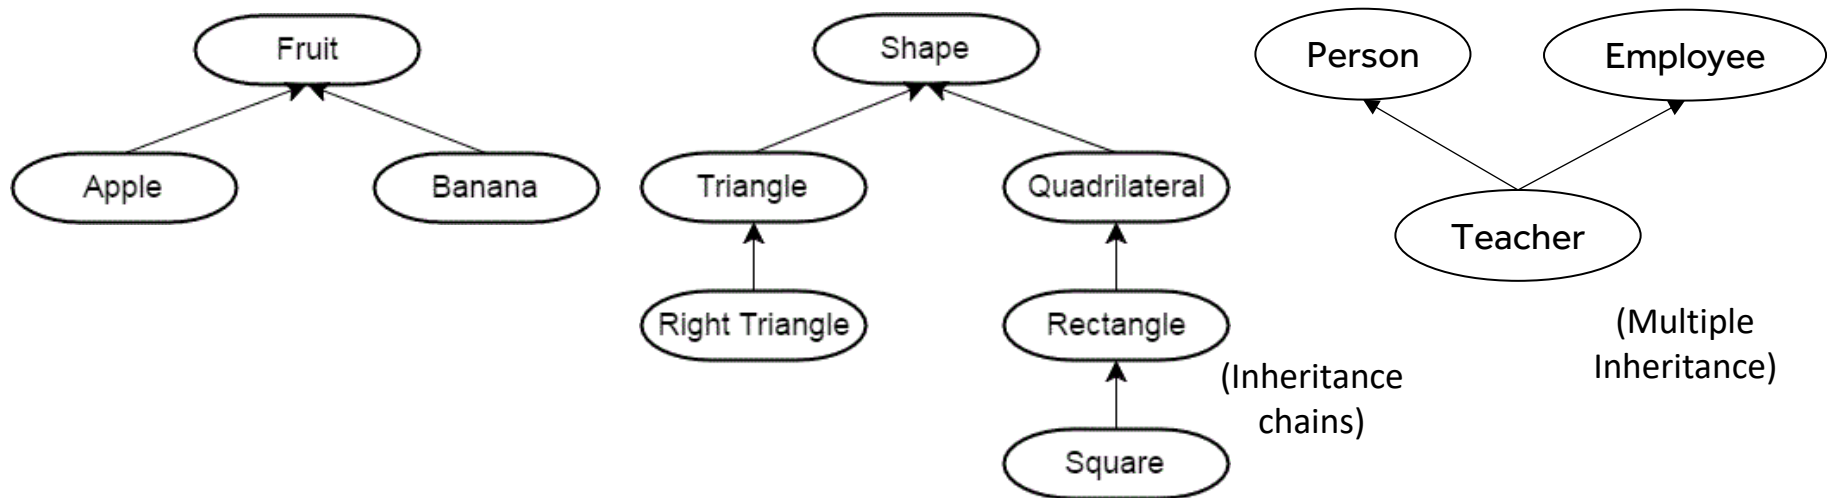 Fruit
Apple
Banana
Shape
Triangle
Quadrilateral
Right Triangle
Rectangle
Square
(Inheritance
chains)
Person
Employee
Teacher
(Multiple
Inheritance)